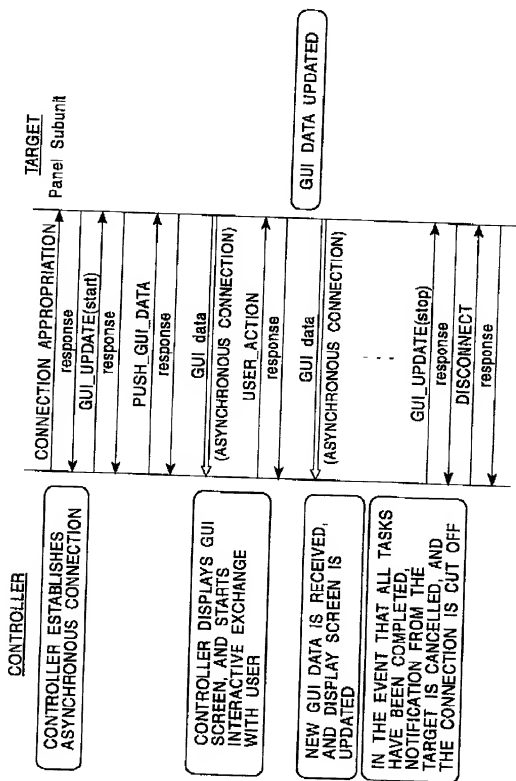 CONTROLLER
TARGET
Panel Subunit
CONTROLLER ESTABLISHES
ASYNCHRONOUS CONNECTION
CONNECTION APPROPRIATION
response
GUI_UPDATE(start)
response
PUSH_GUI_DATA
response
GUI data
(ASYNCHRONOUS CONNECTION)
CONTROLLER DISPLAYS GUI
SCREEN, AND STARTS
INTERACTIVE EXCHANGE
WITH USER
USER_ACTION
response
GUI DATA UPDATED
GUI data
(ASYNCHRONOUS CONNECTION)
NEW GUI DATA IS RECEIVED,
AND DISPLAY SCREEN IS
UPDATED
GUI_UPDATE(stop)
response
DISCONNECT
response
IN THE EVENT THAT ALL TASKS
HAVE BEEN COMPLETED,
NOTIFICATION FROM THE
TARGET IS CANCELLED, AND
THE CONNECTION IS CUT OFF